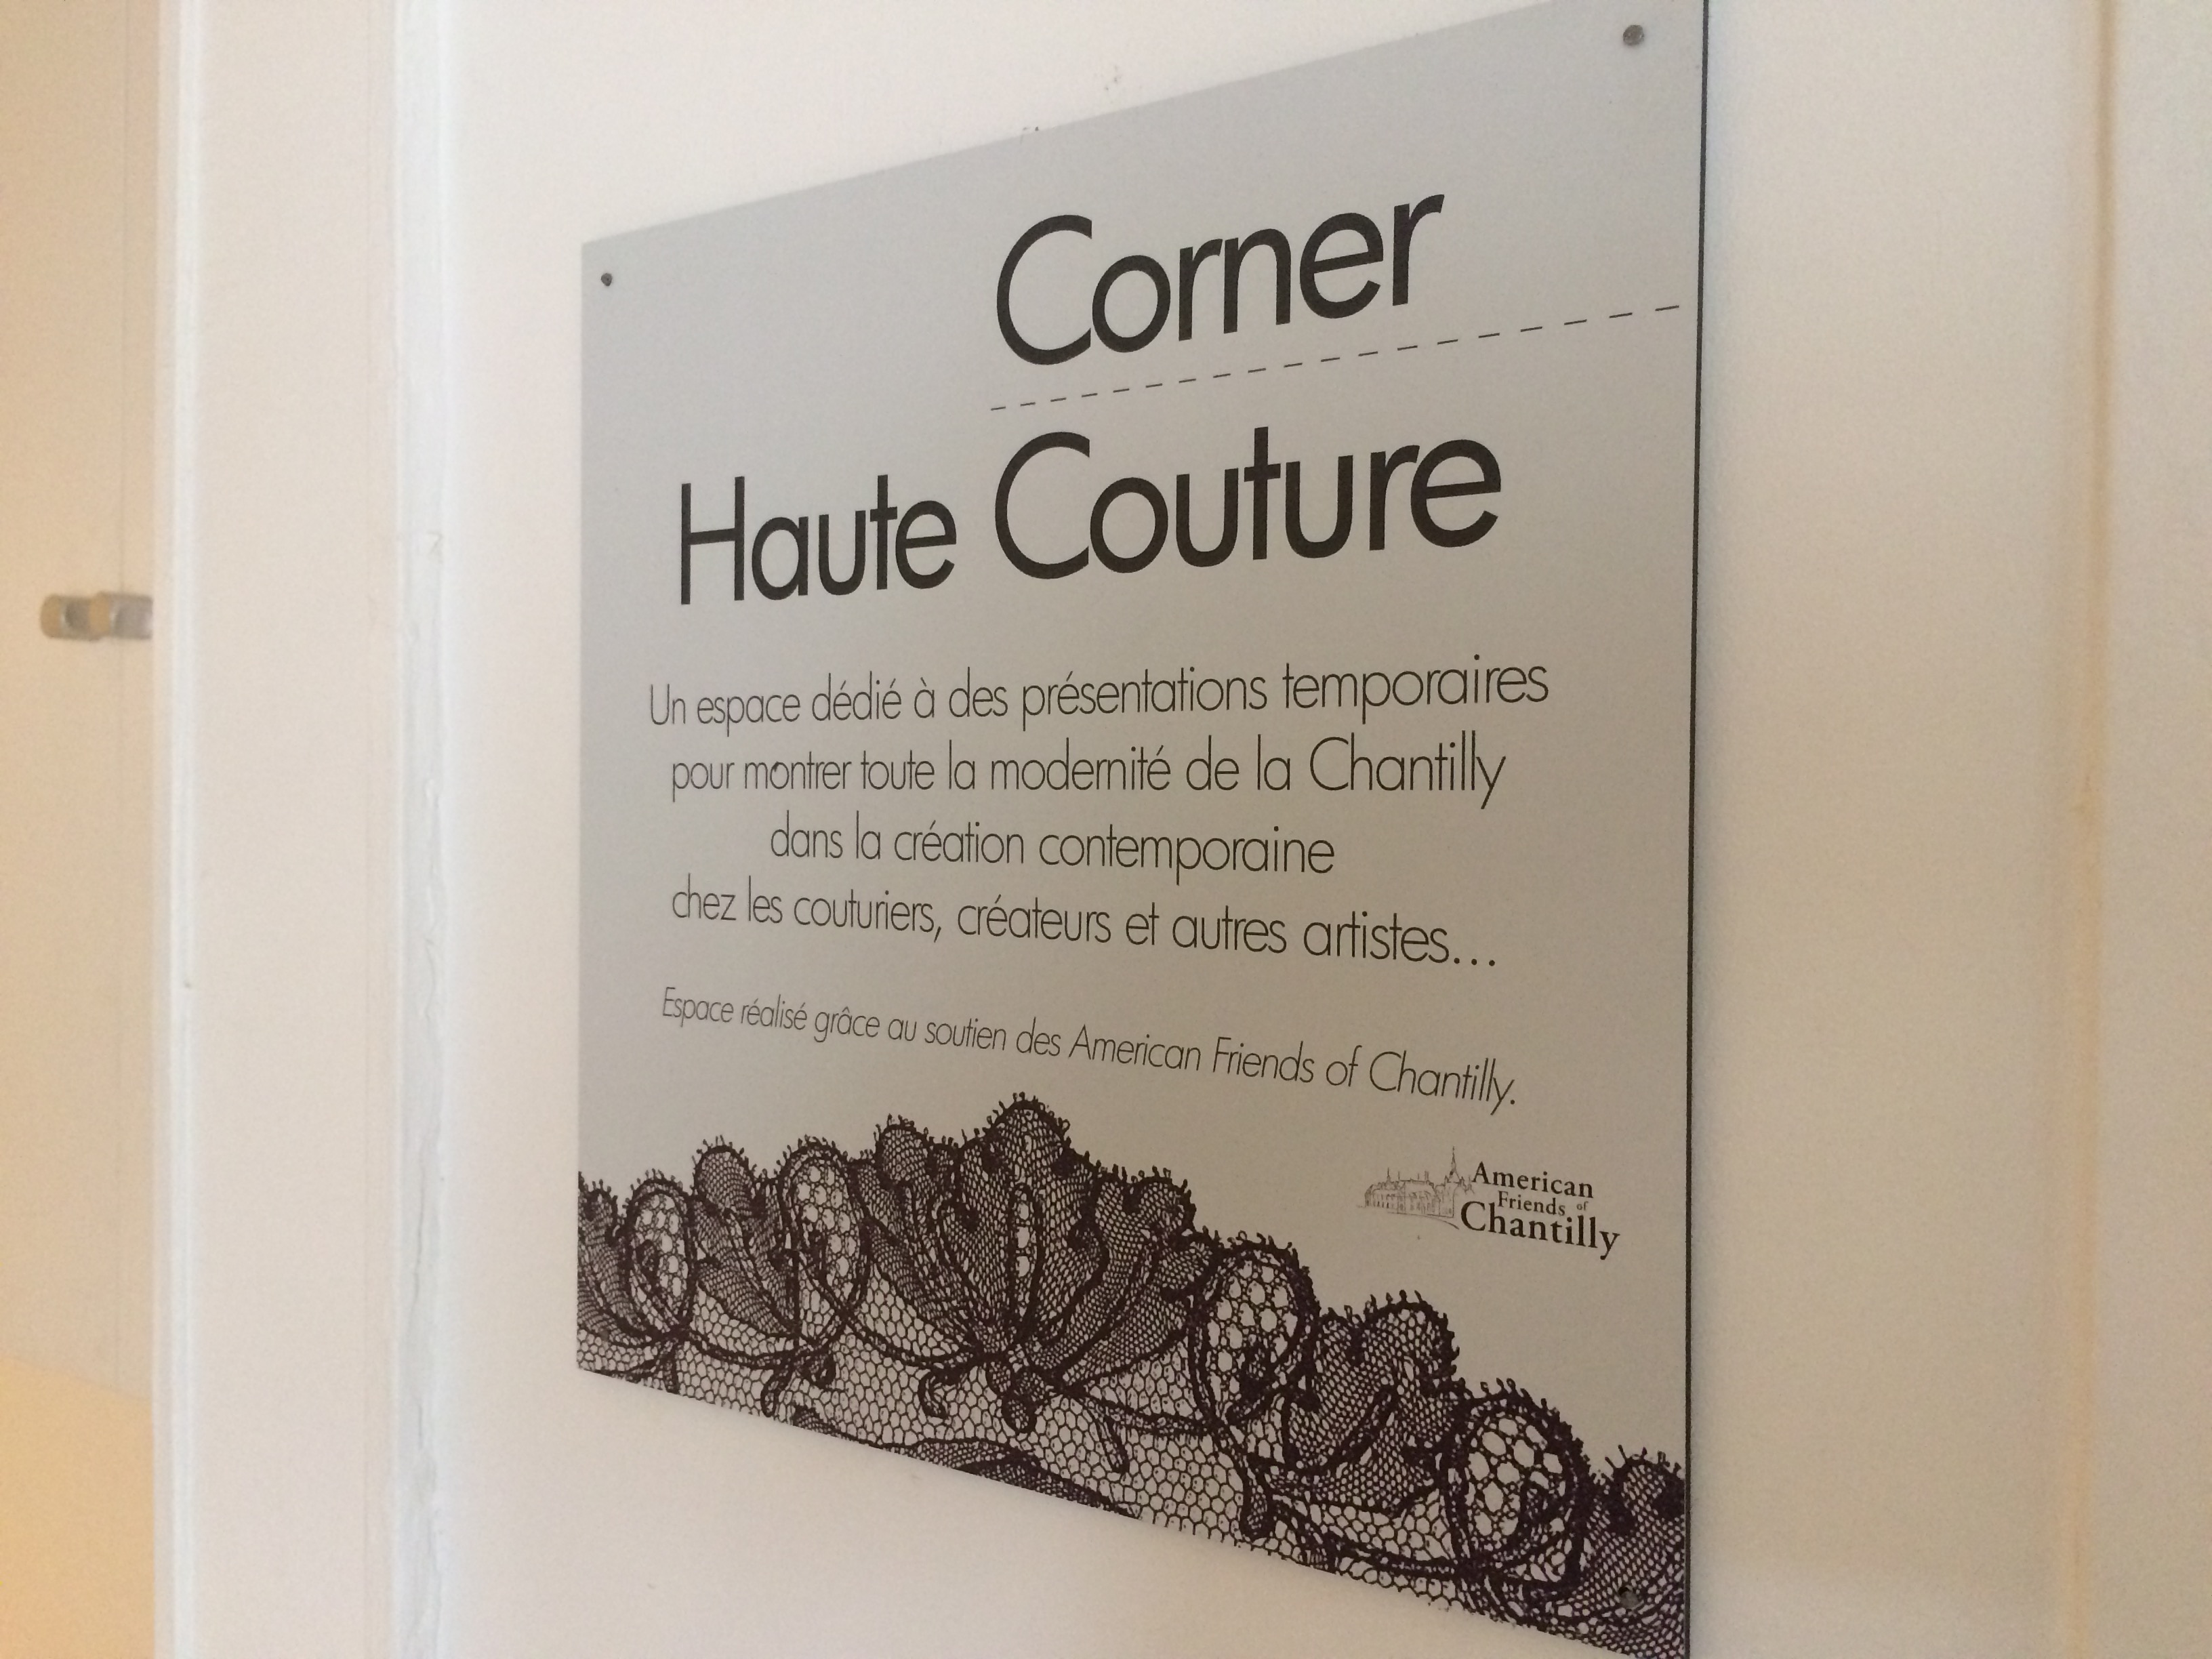 Corner
Haute Couture
Un espace dédié à des présentations temporaires
pour montrer toute la modernité de la Chantilly
dans la création contemporaine
chez les couturiers, créateurs et autres artistes...
Espace réalisé grâce au soutien des American Friends of Chantilly.
American
Friends of
Chantilly